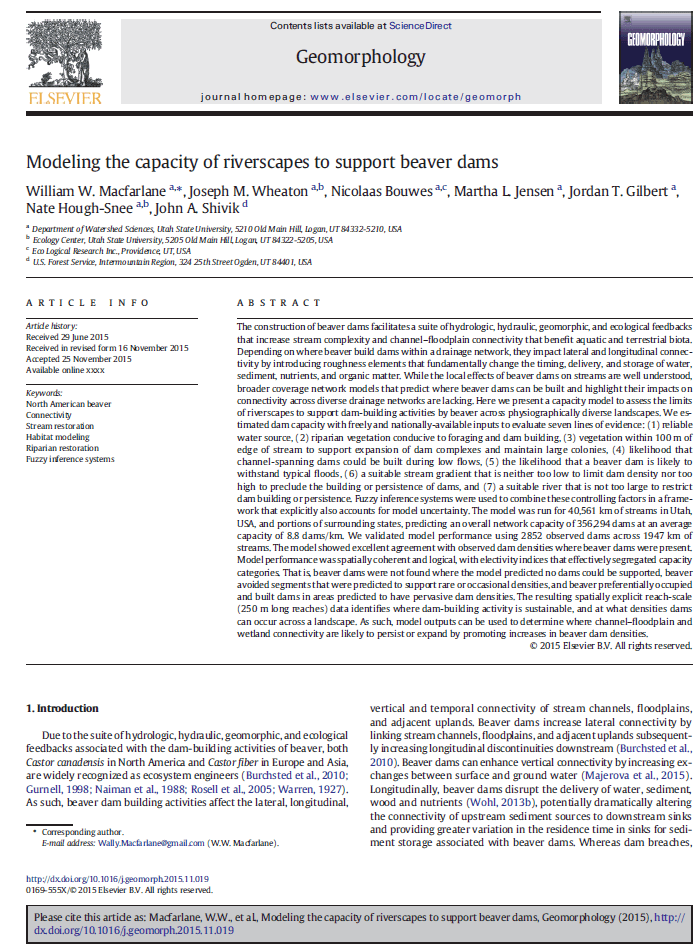 Contents lists available at ScienceDirect
Geomorphology
journal homepage: www.elsevier.com/locate/geomorph
ELSEVIER
GEOMORPHOLOGY
Modeling the capacity of riverscapes to support beaver dams
William W. Macfarlane a,*, Joseph M. Wheaton a,b, Nicolaas Bouwes a,c, Martha L. Jensen a, Jordan T. Gilbert a,
Nate Hough-Snee a,b, John A. Shivik d
a Department of Watershed Sciences, Utah State University, 5210 Old Main Hill, Logan, UT 84332-5210, USA
b Ecology Center, Utah State University, 5205 Old Main Hill, Logan, UT 84322-5205, USA
c Eco Logical Research Inc., Providence, UT, USA
d U.S. Forest Service, Intermountain Region, 324 25th Street Ogden, UT 84401, USA
ARTICLE INFO
Article history:
Received 29 June 2015
Received in revised form 16 November 2015
Accepted 25 November 2015
Available online xxxx
Keywords:
North American beaver
Connectivity
Stream restoration
Habitat modeling
Riparian restoration
Fuzzy inference systems
ABSTRACT
The construction of beaver dams facilitates a suite of hydrologic, hydraulic, geomorphic, and ecological feedbacks
that increase stream complexity and channel–floodplain connectivity that benefit aquatic and terrestrial biota.
Depending on where beaver build dams within a drainage network, they impact lateral and longitudinal connec-
tivity by introducing roughness elements that fundamentally change the timing, delivery, and storage of water,
sediment, nutrients, and organic matter. While the local effects of beaver dams on streams are well understood,
broader coverage network models that predict where beaver dams can be built and highlight their impacts on
connectivity across diverse drainage networks are lacking. Here we present a capacity model to assess the limits
of riverscapes to support dam-building activities by beaver across physiographically diverse landscapes. We es-
timated dam capacity with freely and nationally-available inputs to evaluate seven lines of evidence: (1) reliable
water source, (2) riparian vegetation conducive to foraging and dam building, (3) vegetation within 100 m of
edge of stream to support expansion of dam complexes and maintain large colonies, (4) likelihood that
channel-spanning dams could be built during low flows, (5) the likelihood that a beaver dam is likely to
withstand typical floods, (6) a suitable stream gradient that is neither too low to limit dam density nor too
high to preclude the building or persistence of dams, and (7) a suitable river that is not too large to restrict
dam building or persistence. Fuzzy inference systems were used to combine these controlling factors in a frame-
work that explicitly also accounts for model uncertainty. The model was run for 40,561 km of streams in Utah,
USA, and portions of surrounding states, predicting an overall network capacity of 356,294 dams at an average
capacity of 8.8 dams/km. We validated model performance using 2852 observed dams across 1947 km of
streams. The model showed excellent agreement with observed dam densities where beaver dams were present.
Model performance was spatially coherent and logical, with electivity indices that effectively segregated capacity
categories. That is, beaver dams were not found where the model predicted no dams could be supported, beaver
avoided segments that were predicted to support rare or occasional densities, and beaver preferentially occupied
and built dams in areas predicted to have pervasive dam densities. The resulting spatially explicit reach-scale
(250 m long reaches) data identifies where dam-building activity is sustainable, and at what densities dams
can occur across a landscape. As such, model outputs can be used to determine where channel–floodplain and
wetland connectivity are likely to persist or expand by promoting increases in beaver dam densities.
© 2015 Elsevier B.V. All rights reserved.
1. Introduction
Due to the suite of hydrologic, hydraulic, geomorphic, and ecological
feedbacks associated with the dam-building activities of beaver, both
Castor canadensis in North America and Castor fiber in Europe and Asia,
are widely recognized as ecosystem engineers (Burchsted et al., 2010;
Gurnell, 1998; Naiman et al., 1988; Rosell et al., 2005; Warren, 1927).
As such, beaver dam building activities affect the lateral, longitudinal,
vertical and temporal connectivity of stream channels, floodplains,
and adjacent uplands. Beaver dams increase lateral connectivity by
linking stream channels, floodplains, and adjacent uplands subsequent-
ly increasing longitudinal discontinuities downstream (Burchsted et al.,
2010). Beaver dams can enhance vertical connectivity by increasing ex-
changes between surface and ground water (Majerova et al., 2015).
Longitudinally, beaver dams disrupt the delivery of water, sediment,
wood and nutrients (Wohl, 2013b), potentially dramatically altering
the connectivity of upstream sediment sources to downstream sinks
and providing greater variation in the residence time in sinks for sedi-
ment storage associated with beaver dams. Whereas dam breaches,
* Corresponding author.
E-mail address: Wally.Macfarlane@gmail.com (W.W. Macfarlane).
http://dx.doi.org/10.1016/j.geomorph.2015.11.019
0169-555X/© 2015 Elsevier B.V. All rights reserved.
Please cite this article as: Macfarlane, W.W., et al., Modeling the capacity of riverscapes to support beaver dams, Geomorphology (2015), http://
dx.doi.org/10.1016/j.geomorph.2015.11.019